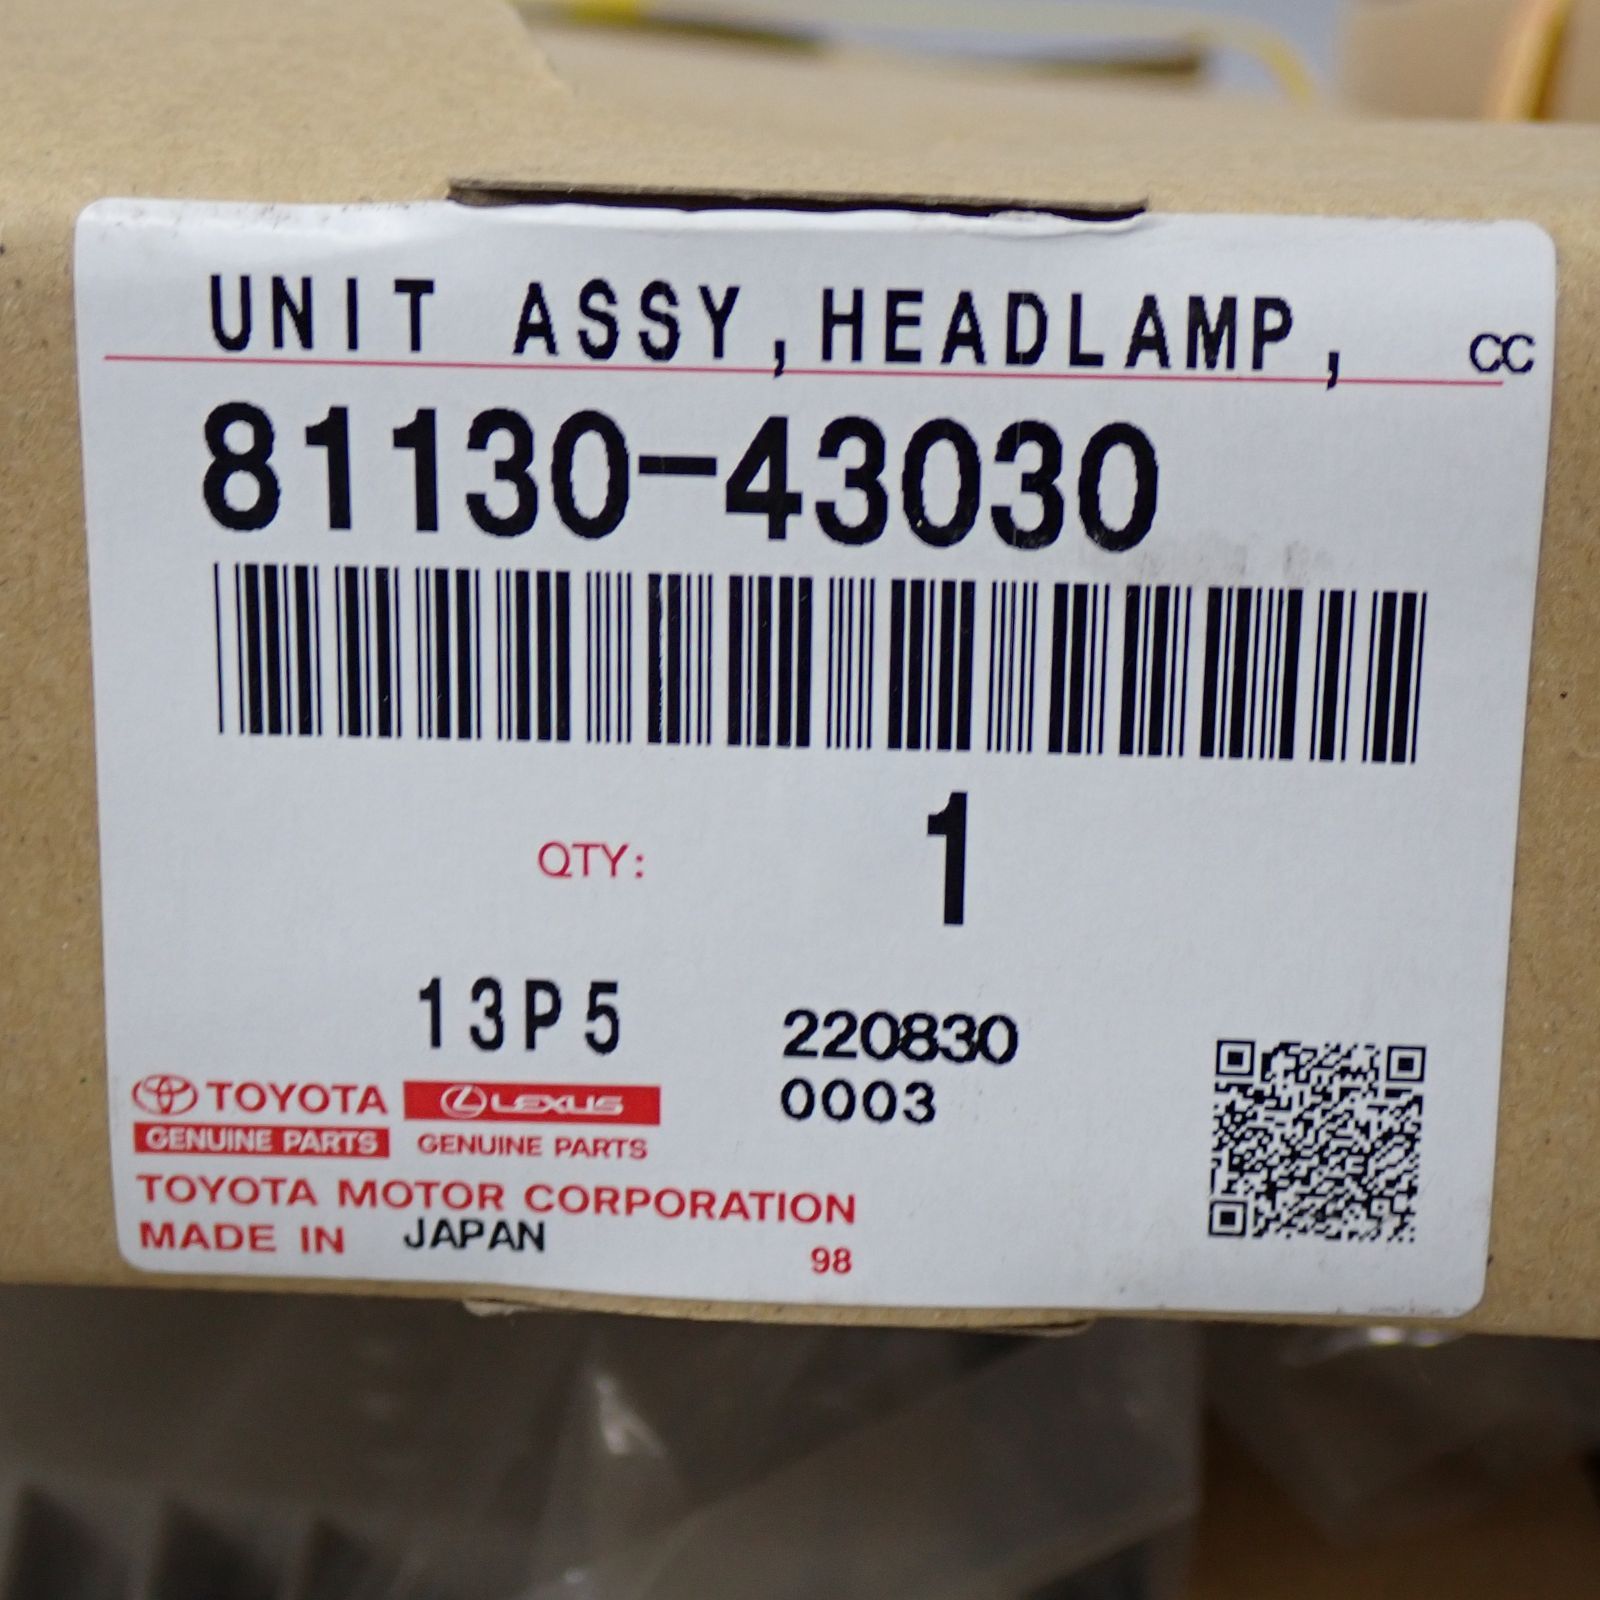 UNIT ASSY,HEADLAMP, CC
81130-43030
QTY: 1
13P5 220830
0003
TOYOTA LEXUS
GENUINE PARTS GENUINE PARTS
TOYOTA MOTOR CORPORATION
MADE IN JAPAN 98